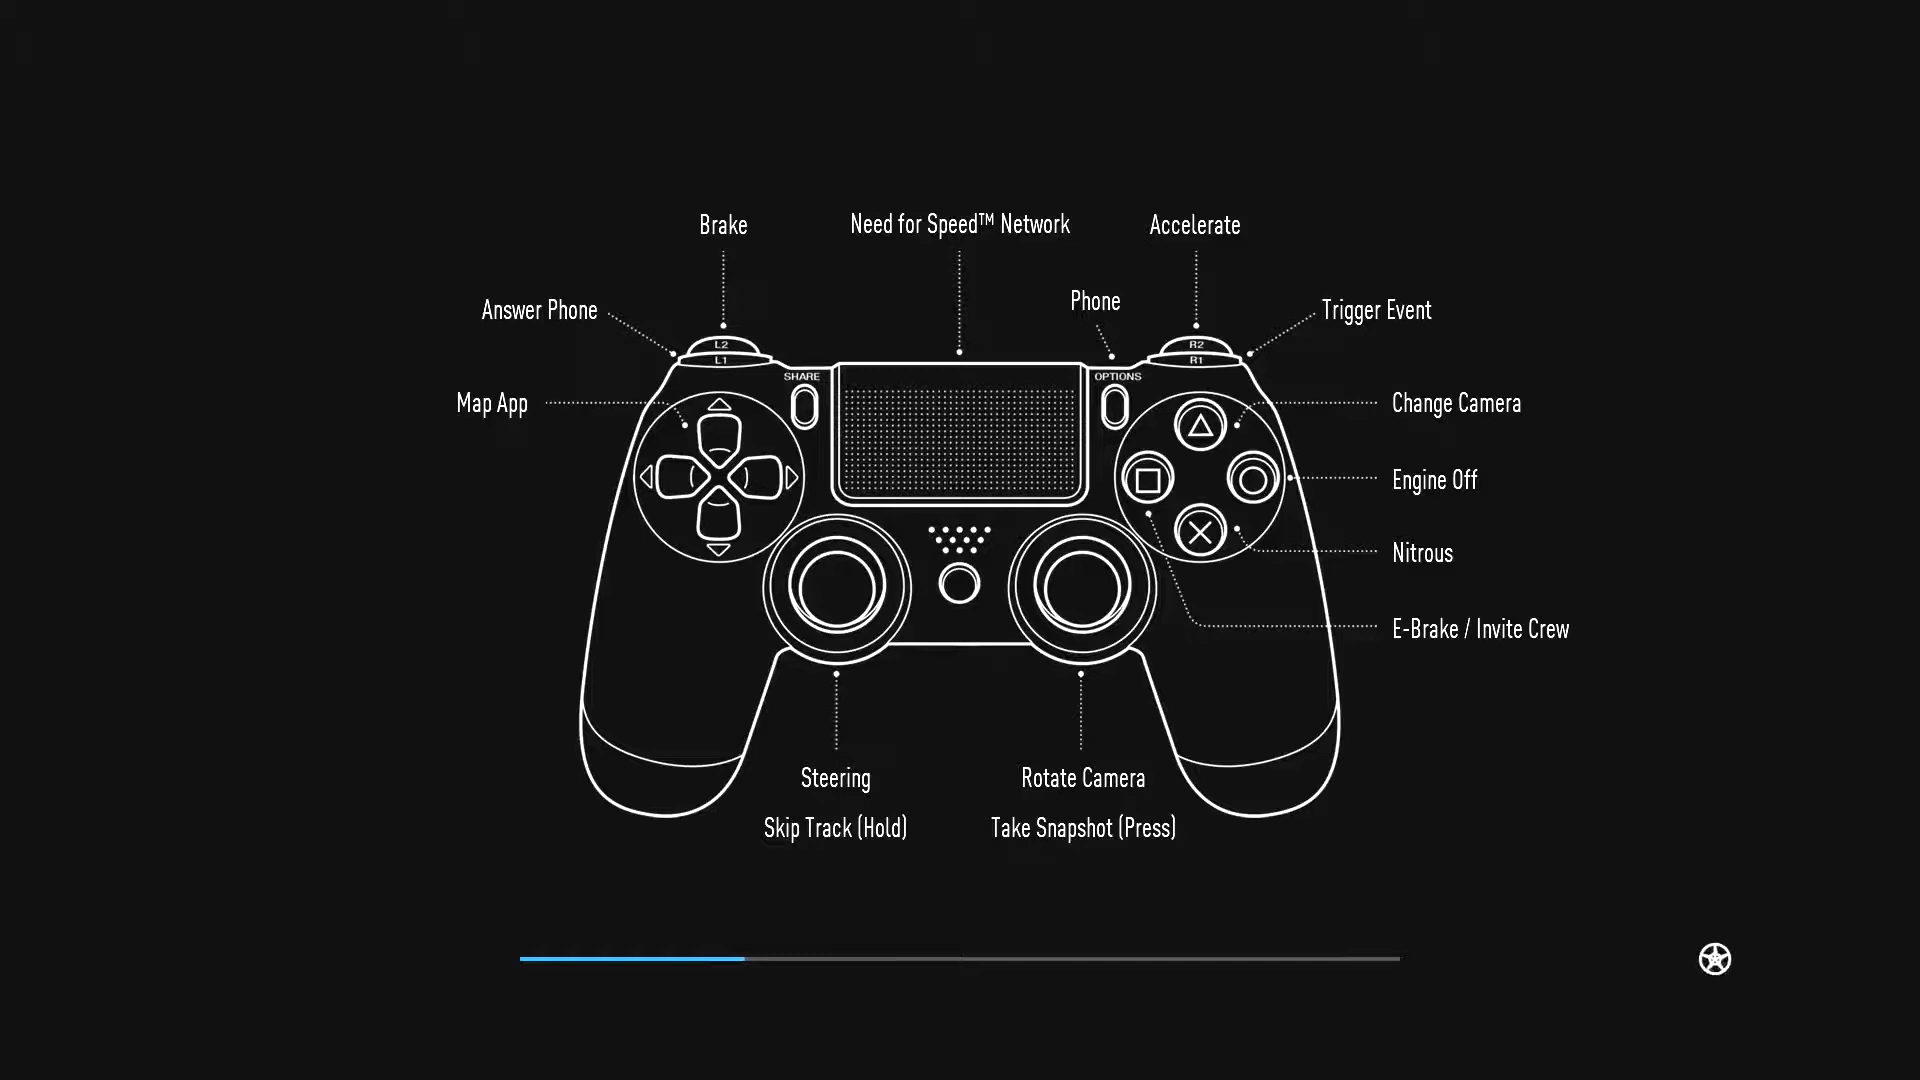 Brake
Need for Speed™ Network
Accelerate
Answer Phone
Phone
Trigger Event
L2
R2
L1
R1
SHARE
OPTIONS
Map App
Change Camera
Engine Off
Nitrous
E-Brake / Invite Crew
Steering
Rotate Camera
Skip Track (Hold)
Take Snapshot (Press)